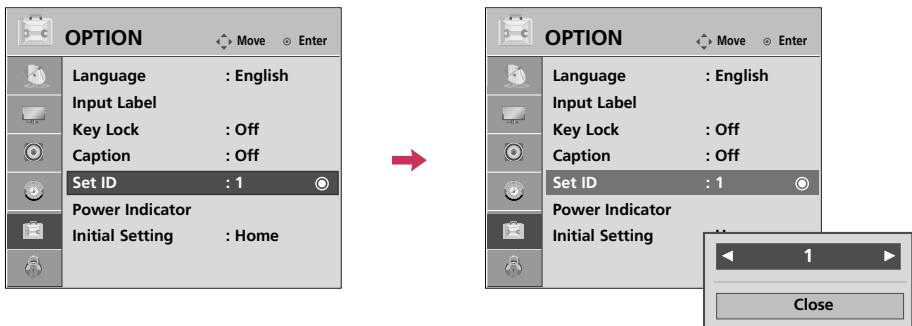 OPTION Move Enter
Language : English
Input Label
Key Lock : Off
Caption : Off
Set ID : 1
Power Indicator
Initial Setting : Home
OPTION Move Enter
Language : English
Input Label
Key Lock : Off
Caption : Off
Set ID : 1
Power Indicator
Initial Setting
◀ 1 ▶
Close